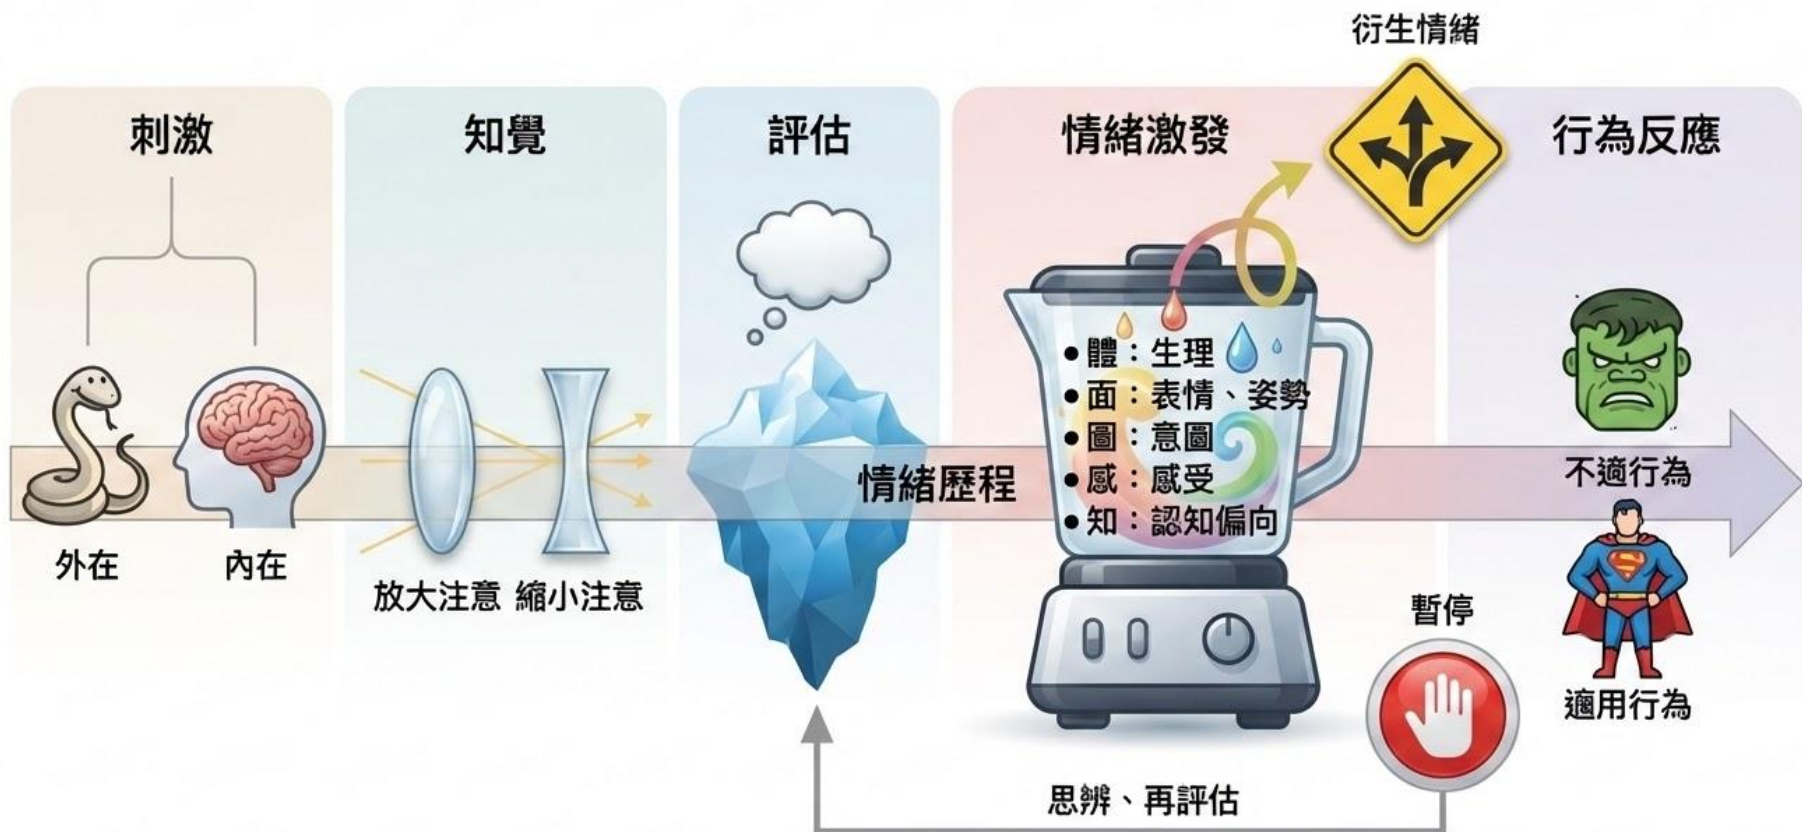 衍生情緒
刺激
知覺
評估
情緒激發
行為反應
外在
內在
放大注意
縮小注意
情緒歷程
•體：生理
•面：表情、姿勢
•圖：意圖
•感：感受
•知：認知偏向
不適行為
適用行為
暫停
思辨、再評估